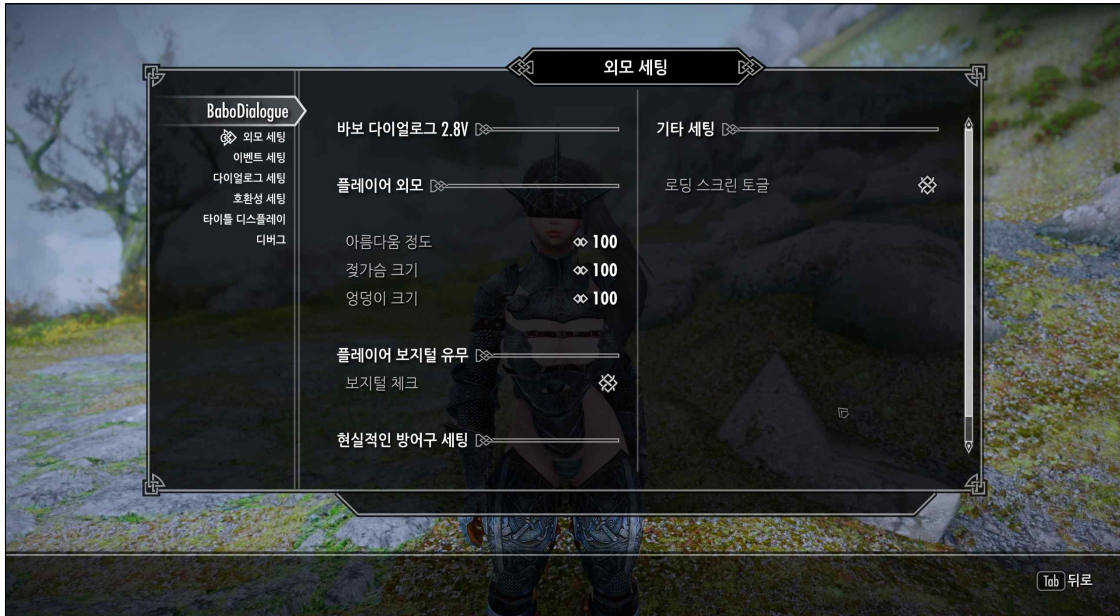 외모 세팅
BaboDialogue
외모 세팅
이벤트 세팅
다이얼로그 세팅
호환성 세팅
타이틀 디스플레이
디버그
바보 다이얼로그 2.8V
플레이어 외모
아름다움 정도 100
젖가슴 크기 100
엉덩이 크기 100
플레이어 보지털 유무
보지털 체크
현실적인 방어구 세팅
기타 세팅
로딩 스크린 토글
Tab 뒤로